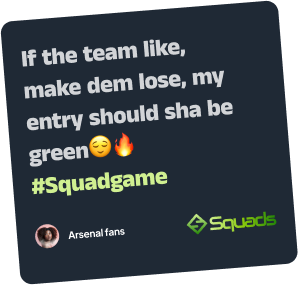 If the team like,
make dem lose, my
entry should sha be
green😌🔥
#Squadgame
Arsenal fans
Squads